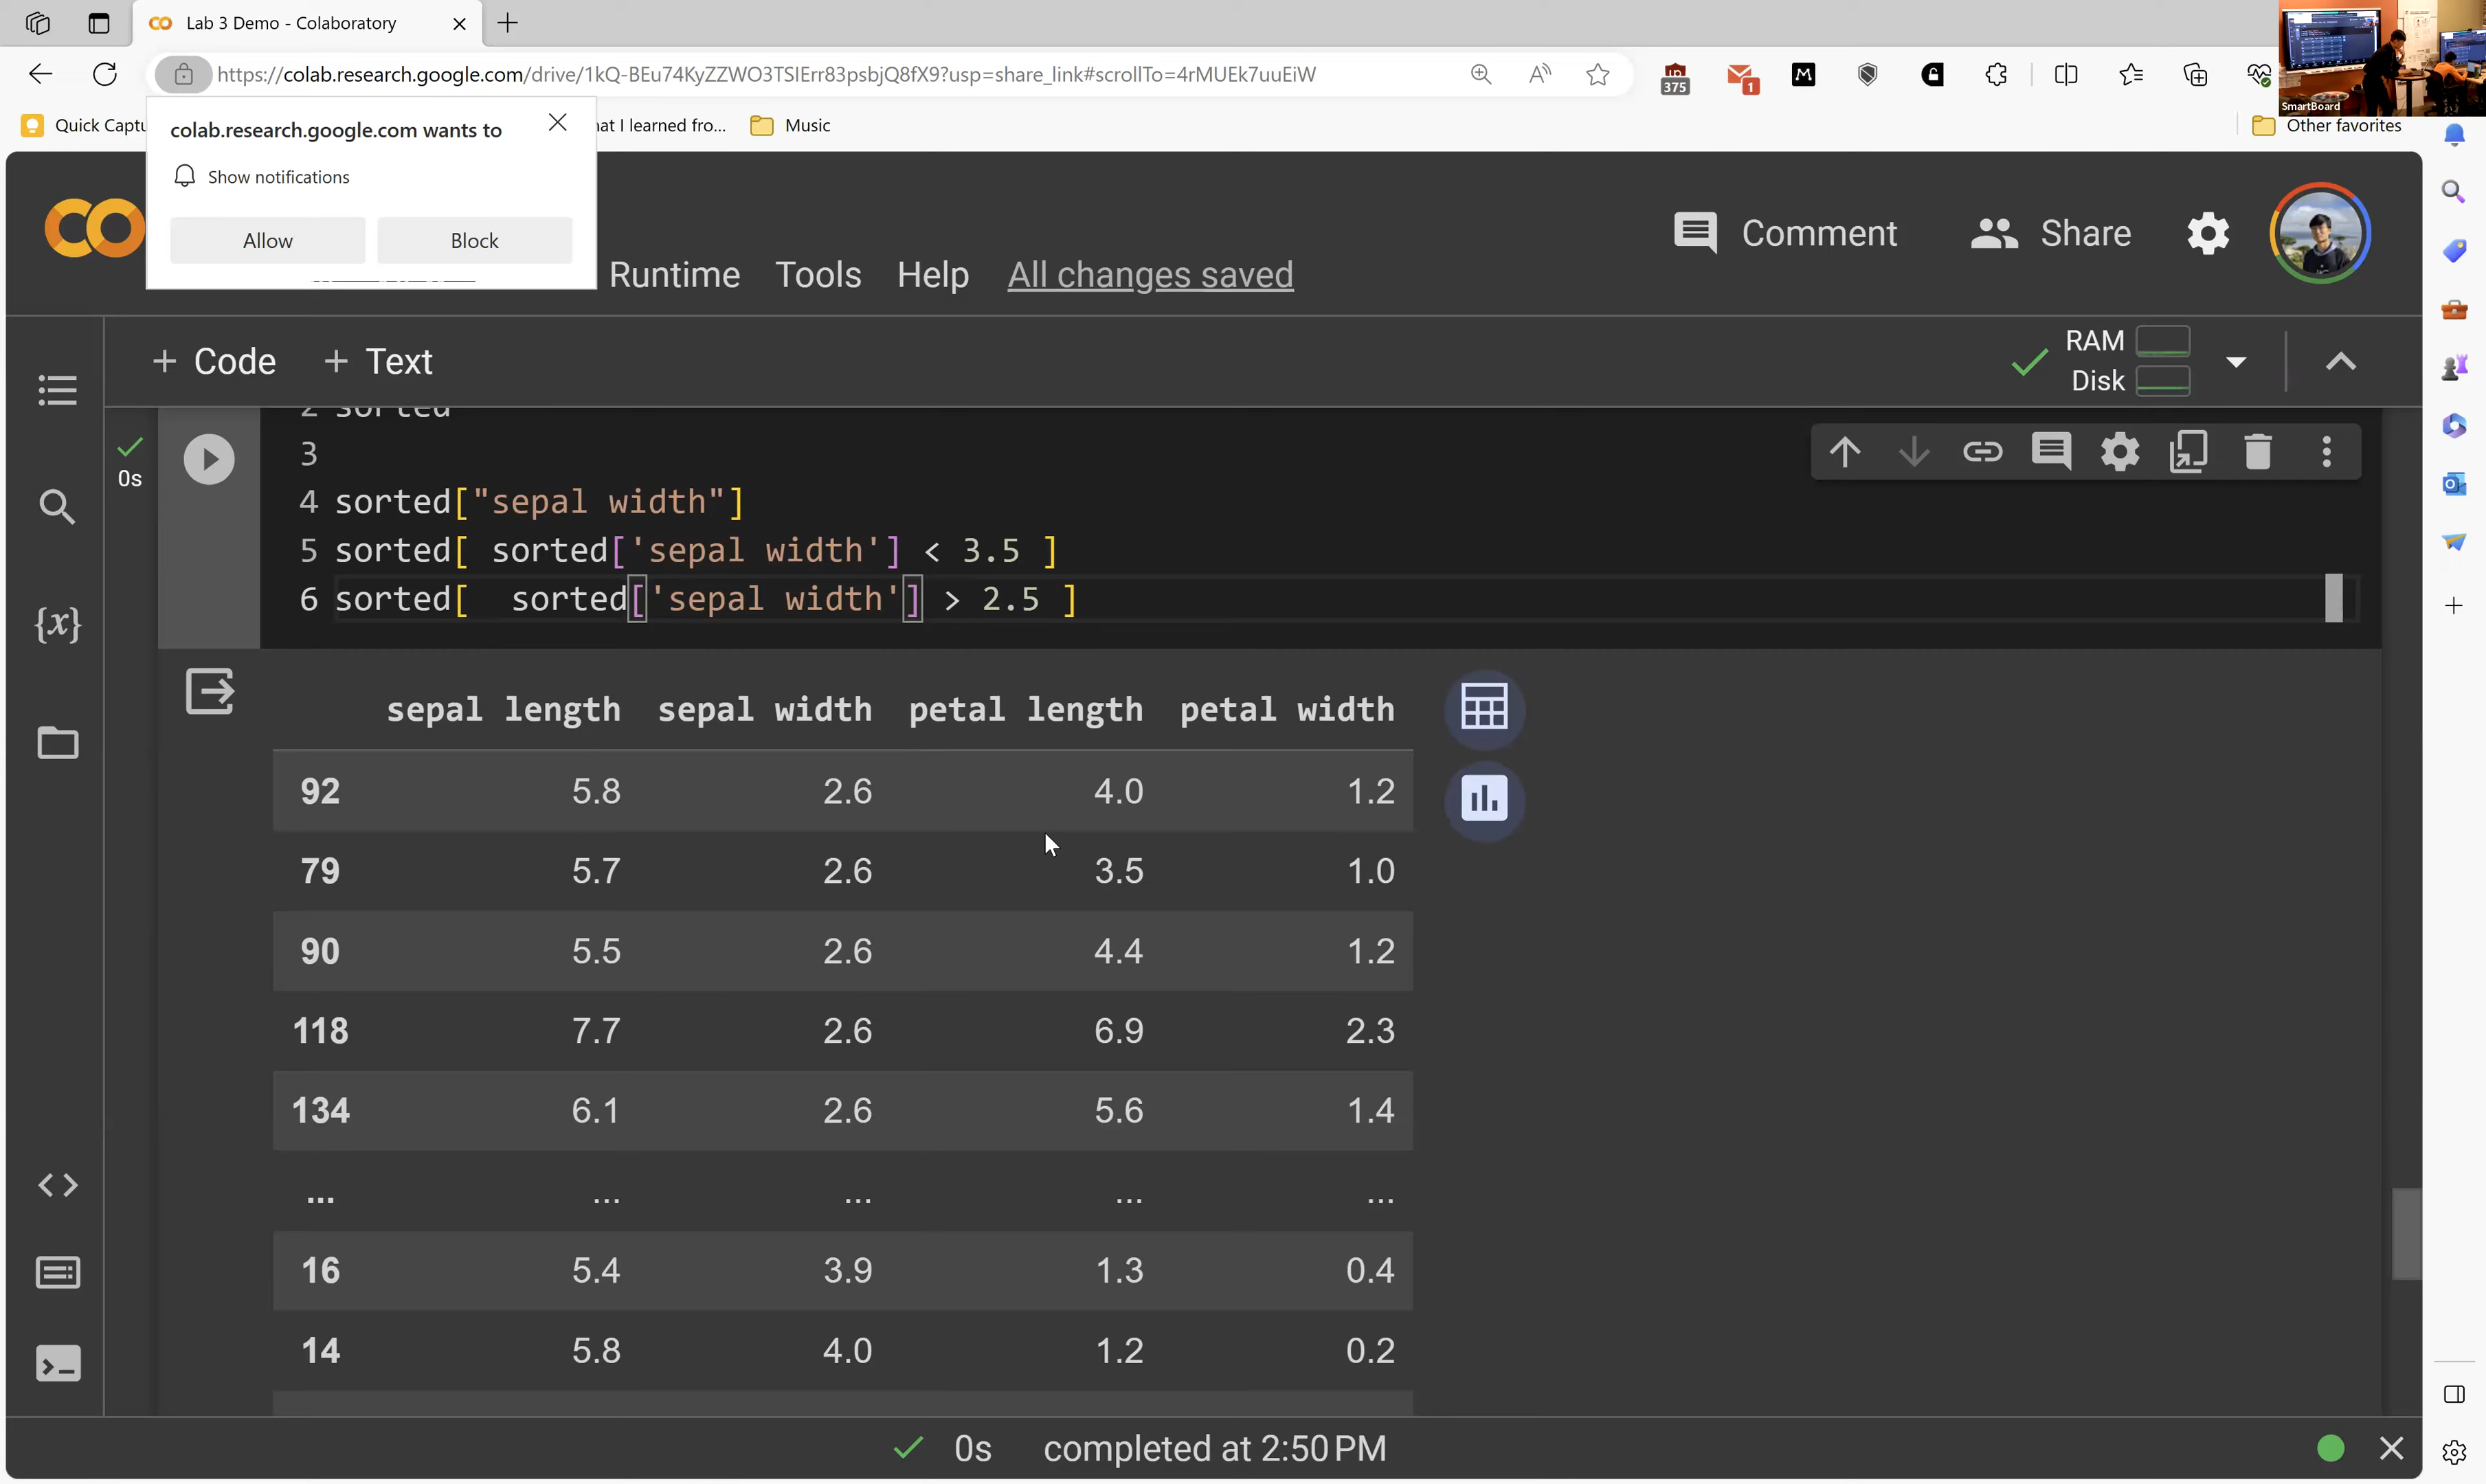 Lab 3 Demo - Colaboratory
https://colab.research.google.com/drive/1kQ-BEu74KyZZWO3TSIErr83psbjQ8fX9?usp=share_link#scrollTo=4rMUEk7uuEiW
375
1
SmartBoard
Quick Captu
hat I learned fro...
Music
Other favorites
colab.research.google.com wants to
Show notifications
Allow
Block
CO
Runtime Tools Help All changes saved
Comment
Share
+ Code + Text
RAM
Disk
0s
2 sorted
3
4 sorted["sepal width"]
5 sorted[ sorted['sepal width'] < 3.5 ]
6 sorted[  sorted['sepal width'] > 2.5 ]
{x}
sepal length sepal width petal length petal width
92 5.8 2.6 4.0 1.2
79 5.7 2.6 3.5 1.0
90 5.5 2.6 4.4 1.2
118 7.7 2.6 6.9 2.3
134 6.1 2.6 5.6 1.4
... ... ... ... ...
16 5.4 3.9 1.3 0.4
14 5.8 4.0 1.2 0.2
0s completed at 2:50 PM